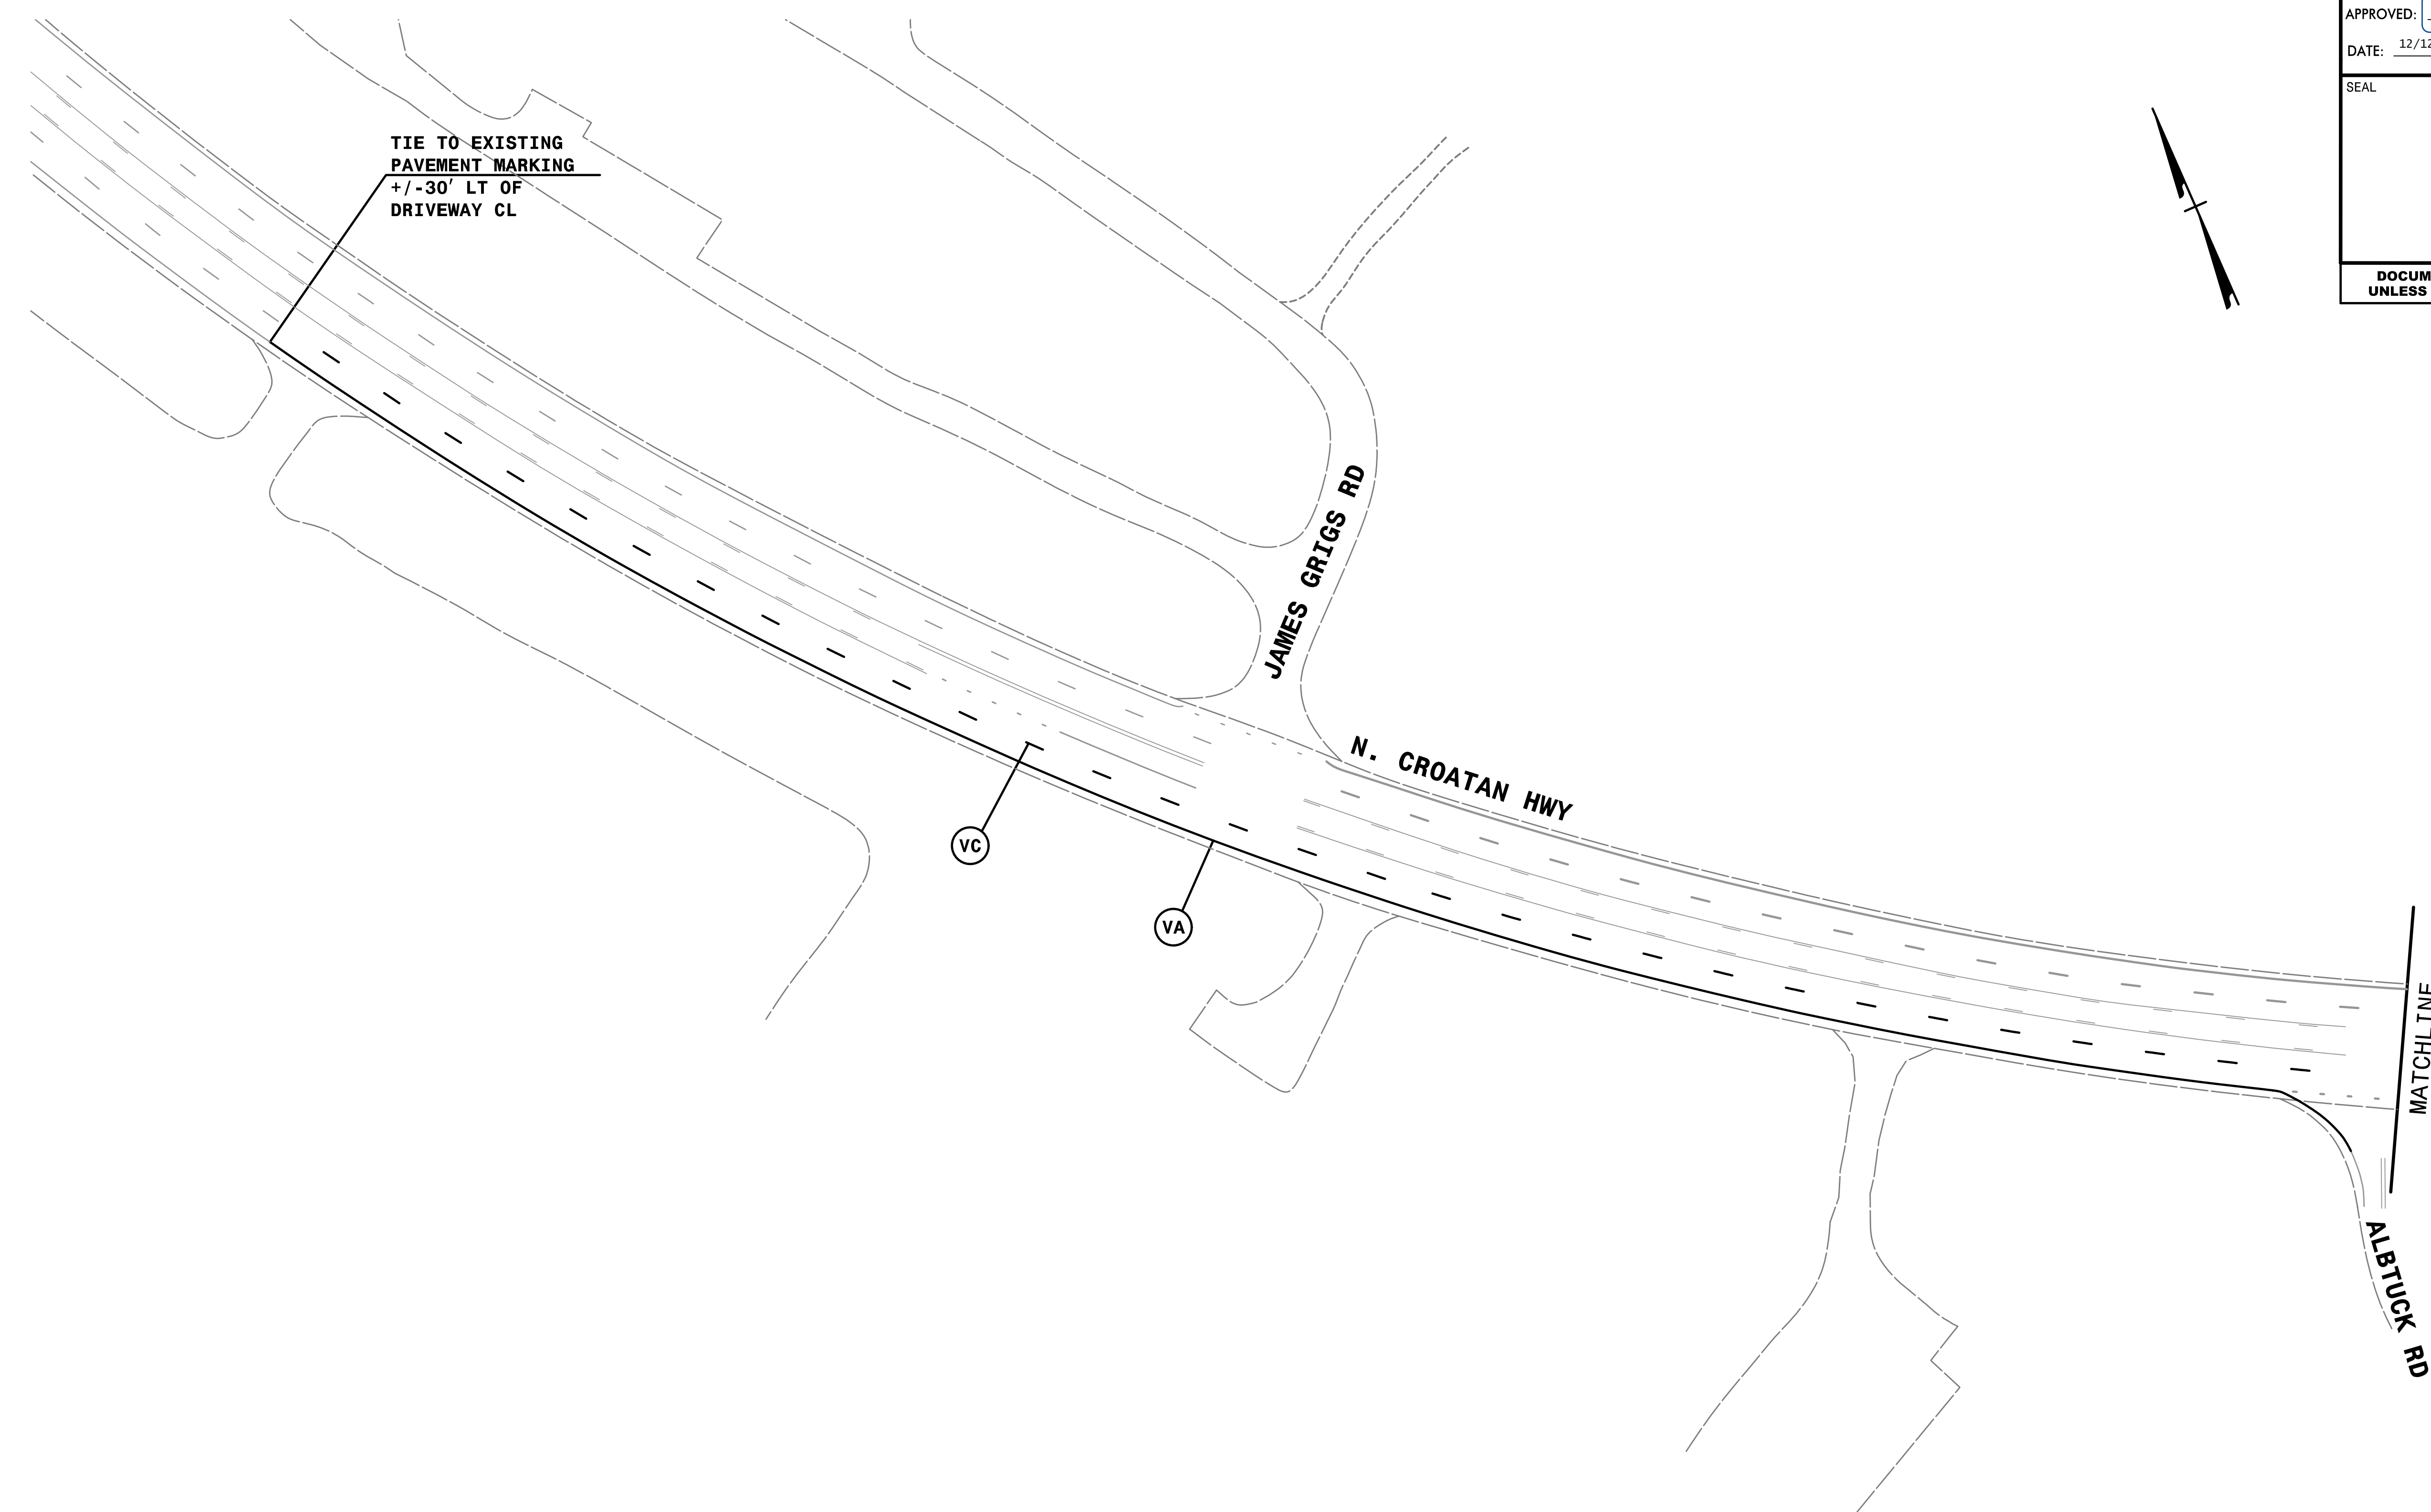 APPROVED:
DATE: 12/12
SEAL
DOCUM
UNLESS
TIE TO EXISTING
PAVEMENT MARKING
+/-30' LT OF
DRIVEWAY CL
JAMES GRIGS RD
N. CROATAN HWY
VC
VA
MATCHLINE
ALBTUCK RD